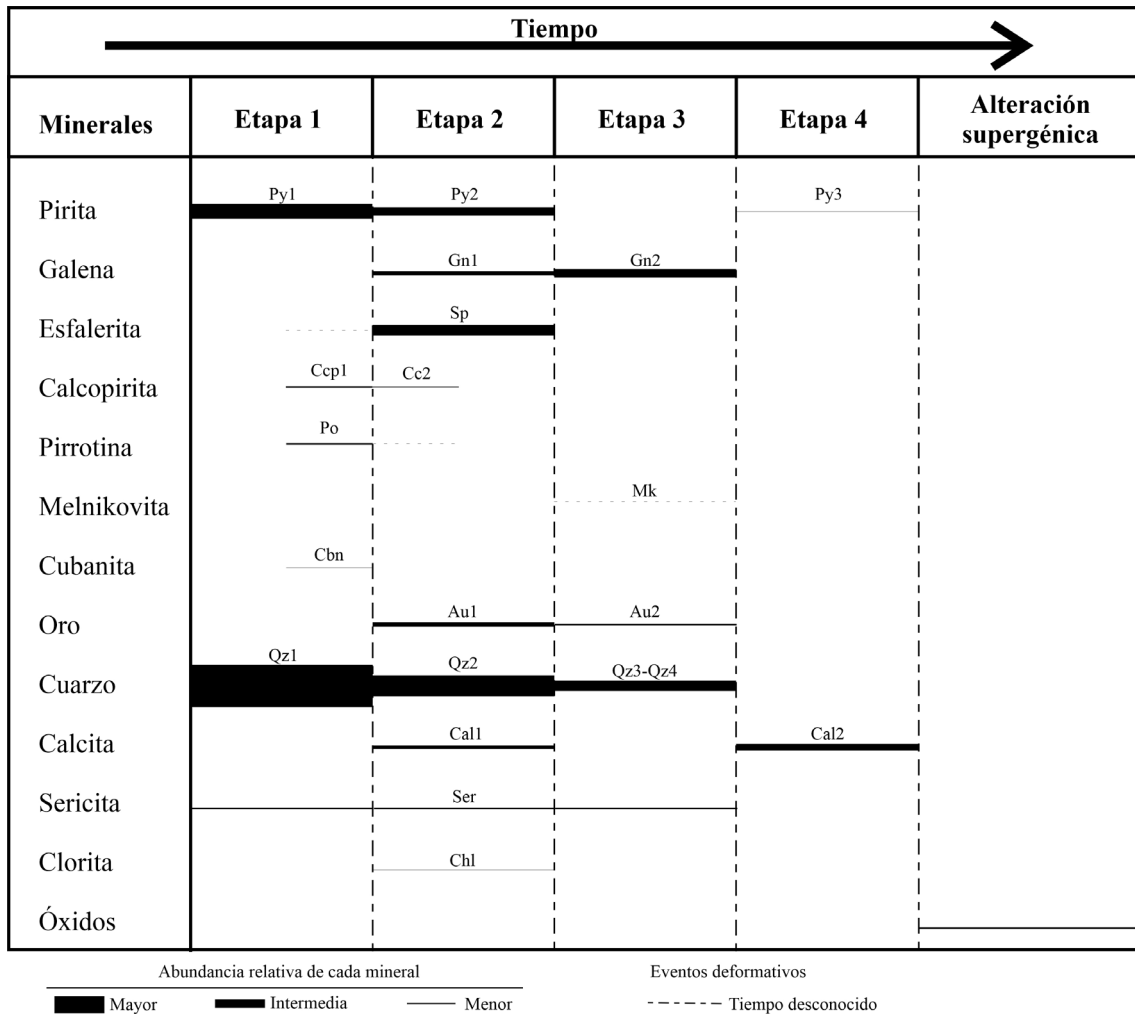 Tiempo
Minerales
Etapa 1
Etapa 2
Etapa 3
Etapa 4
Alteración
supergénica
Pirita
Py1
Py2
Py3
Galena
Gn1
Gn2
Esfalerita
Sp
Calcopirita
Ccp1
Cc2
Pirrotina
Po
Melnikovita
Mk
Cubanita
Cbn
Oro
Au1
Au2
Cuarzo
Qz1
Qz2
Qz3-Qz4
Calcita
Cal1
Cal2
Sericita
Ser
Clorita
Chl
Óxidos
Abundancia relativa de cada mineral
Mayor
Intermedia
Menor
Eventos deformativos
Tiempo desconocido